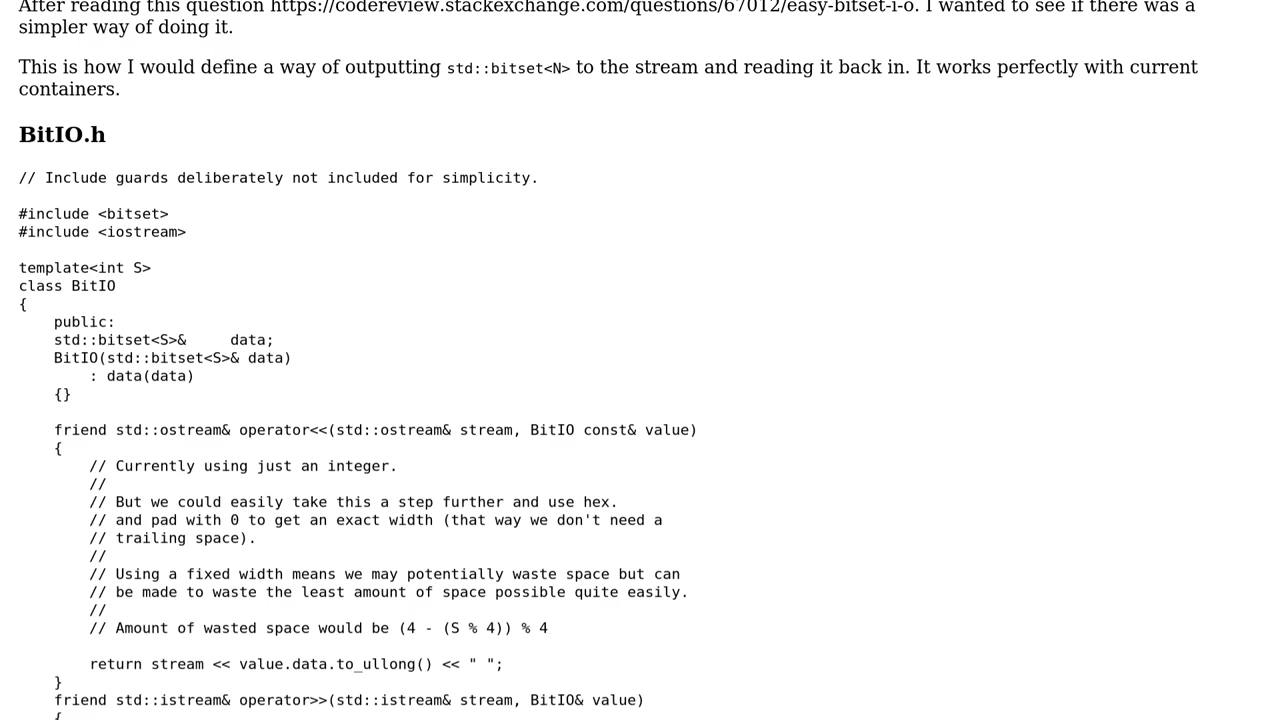 After reading this question https://codereview.stackexchange.com/questions/67012/easy-bitset-i-o. I wanted to see if there was a
simpler way of doing it.
This is how I would define a way of outputting std::bitset<N> to the stream and reading it back in. It works perfectly with current
containers.
BitIO.h
// Include guards deliberately not included for simplicity.
#include <bitset>
#include <iostream>
template<int S>
class BitIO
{
    public:
    std::bitset<S>&     data;
    BitIO(std::bitset<S>& data)
        : data(data)
    {}
    friend std::ostream& operator<<(std::ostream& stream, BitIO const& value)
    {
        // Currently using just an integer.
        //
        // But we could easily take this a step further and use hex.
        // and pad with 0 to get an exact width (that way we don't need a
        // trailing space).
        //
        // Using a fixed width means we may potentially waste space but can
        // be made to waste the least amount of space possible quite easily.
        //
        // Amount of wasted space would be (4 - (S % 4)) % 4
        return stream << value.data.to_ullong() << " ";
    }
    friend std::istream& operator>>(std::istream& stream, BitIO& value)
    {